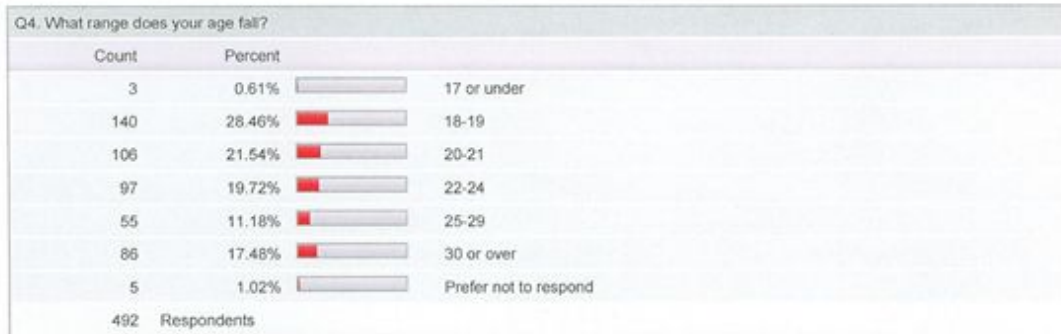 Q4. What range does your age fall?
Count Percent
3 0.61% 17 or under
140 28.46% 18-19
106 21.54% 20-21
97 19.72% 22-24
55 11.18% 25-29
86 17.48% 30 or over
5 1.02% Prefer not to respond
492 Respondents